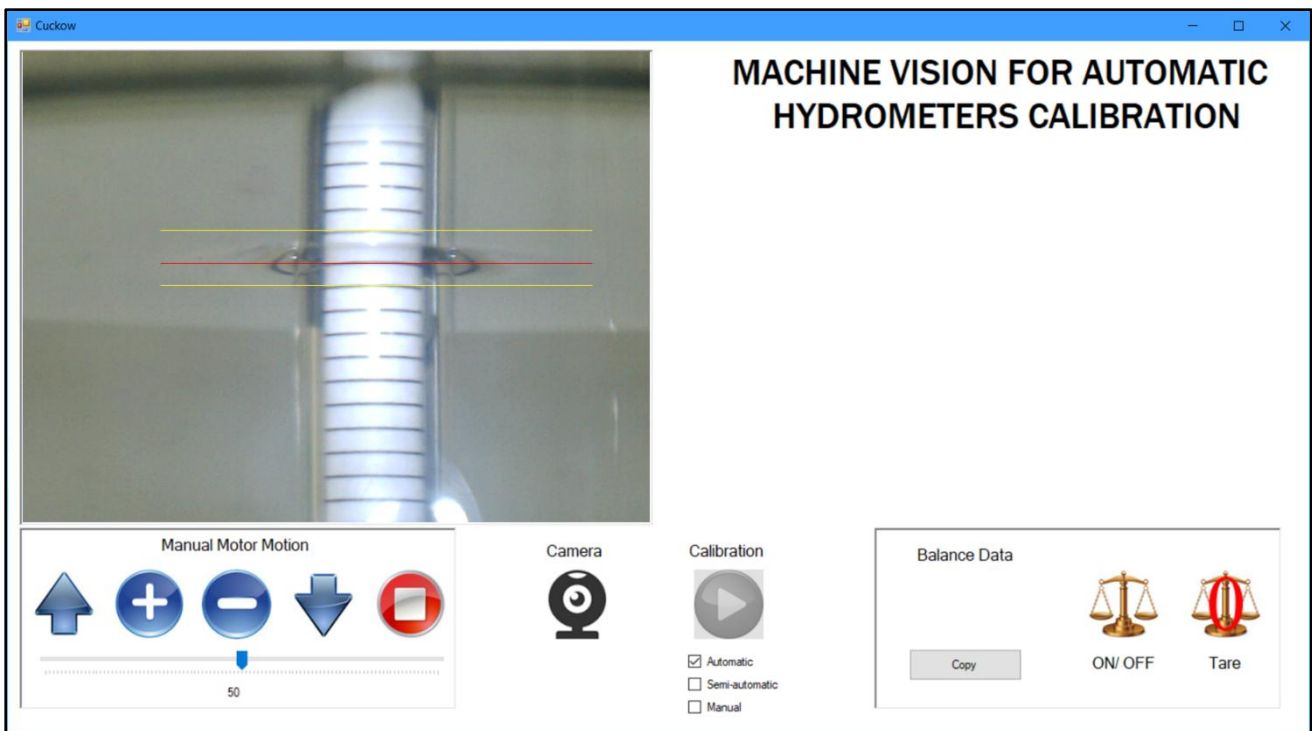 Cuckow
MACHINE VISION FOR AUTOMATIC
HYDROMETERS CALIBRATION
Manual Motor Motion
50
Camera
Calibration
Automatic
Semi-automatic
Manual
Balance Data
Copy
ON/ OFF
0
Tare